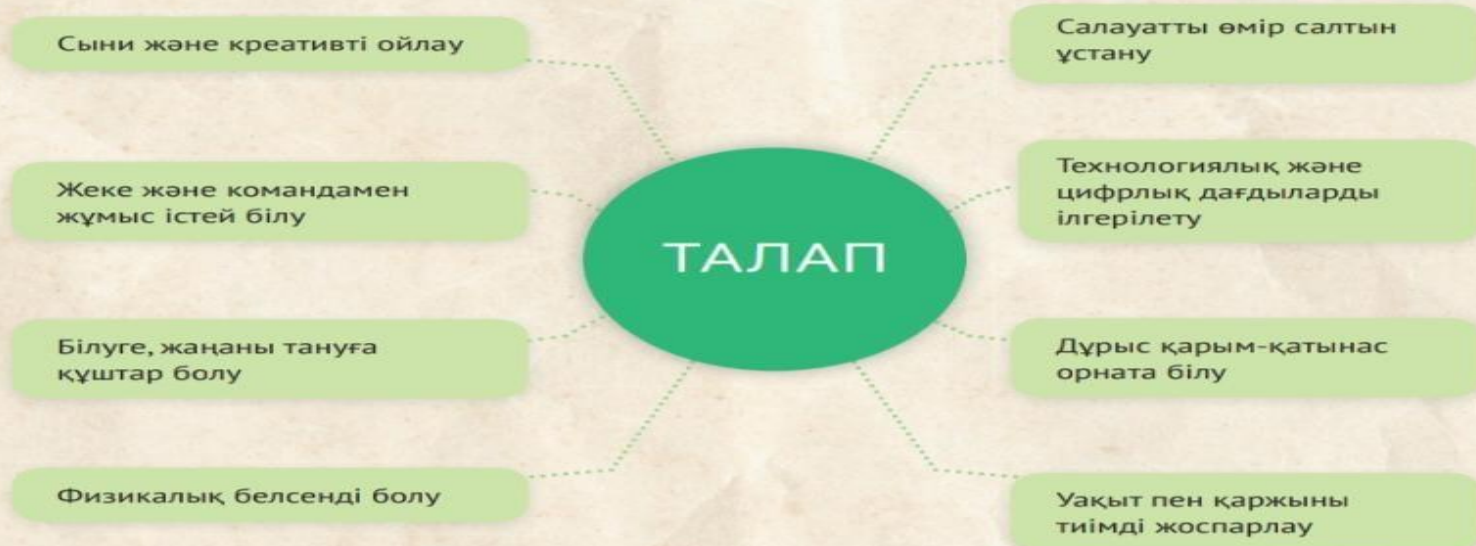 Сыни және креативті ойлау
Жеке және командамен
жұмыс істей білу
Білуге, жаңаны тануға
құштар болу
Физикалық белсенді болу
ТАЛАП
Салауатты өмір салтын
ұстану
Технологиялық және
цифрлық дағдыларды
ілгерілету
Дұрыс қарым-қатынас
орната білу
Уақыт пен қаржыны
тиімді жоспарлау